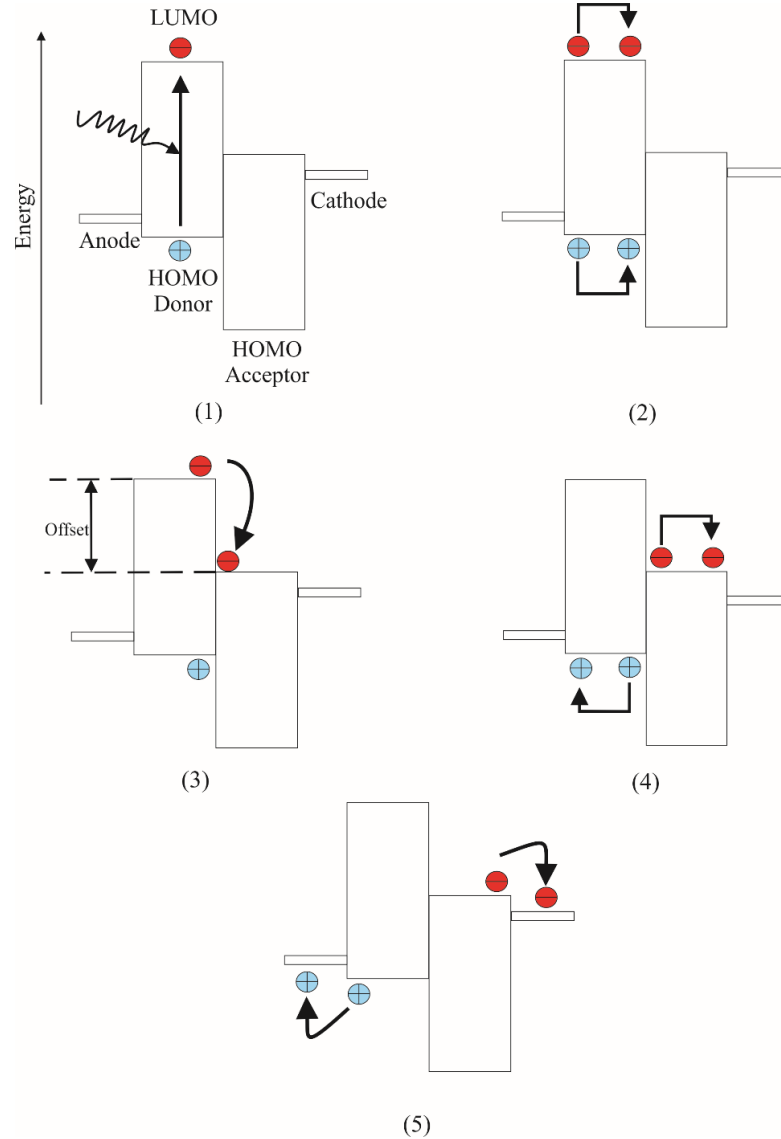 LUMO
Energy
Cathode
Anode
HOMO
Donor
HOMO
Acceptor
(1)
(2)
Offset
(3)
(4)
(5)